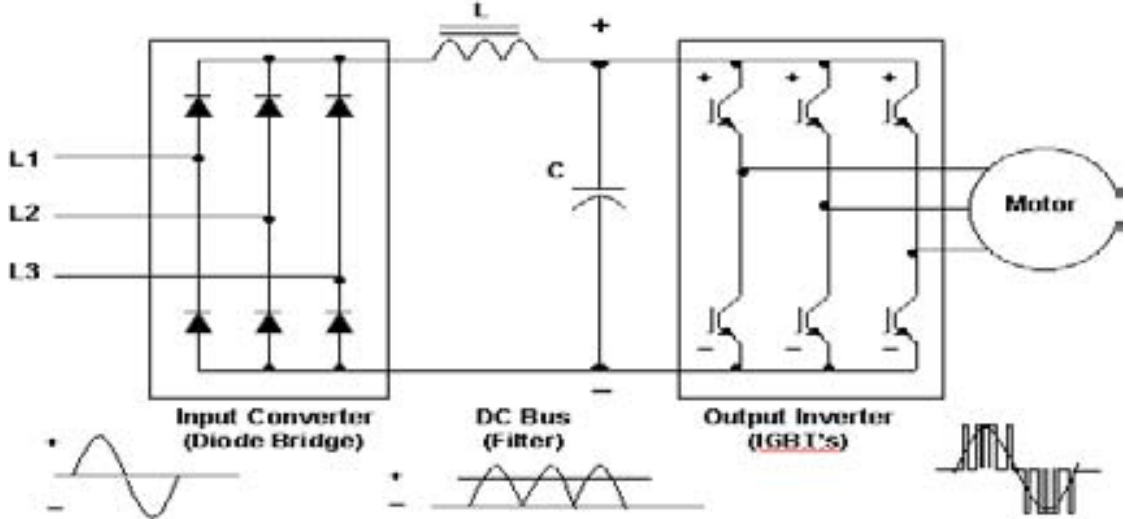 L
+
L1
L2
L3
C
+ + +
Motor
− − −
−
Input Converter
(Diode Bridge)
DC Bus
(Filter)
Output Inverter
(IGBT's)
+
−
+
−